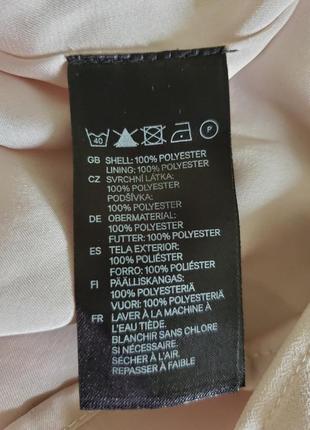 40 P
GB SHELL: 100% POLYESTER
LINING: 100% POLYESTER
CZ SVRCHNÍ LÁTKA:
100% POLYESTER
PODŠÍVKA:
100% POLYESTER
DE OBERMATERIAL:
100% POLYESTER
FUTTER: 100% POLYESTER
ES TELA EXTERIOR:
100% POLIÉSTER
FORRO: 100% POLIÉSTER
FI PÄÄLLISKANGAS:
100% POLYESTERIÄ
VUORI: 100% POLYESTERIÄ
FR LAVER À LA MACHINE À
L'EAU TIÈDE.
BLANCHIR SANS CHLORE
SI NÉCESSAIRE.
SÉCHER À L'AIR.
REPASSER À FAIBLE